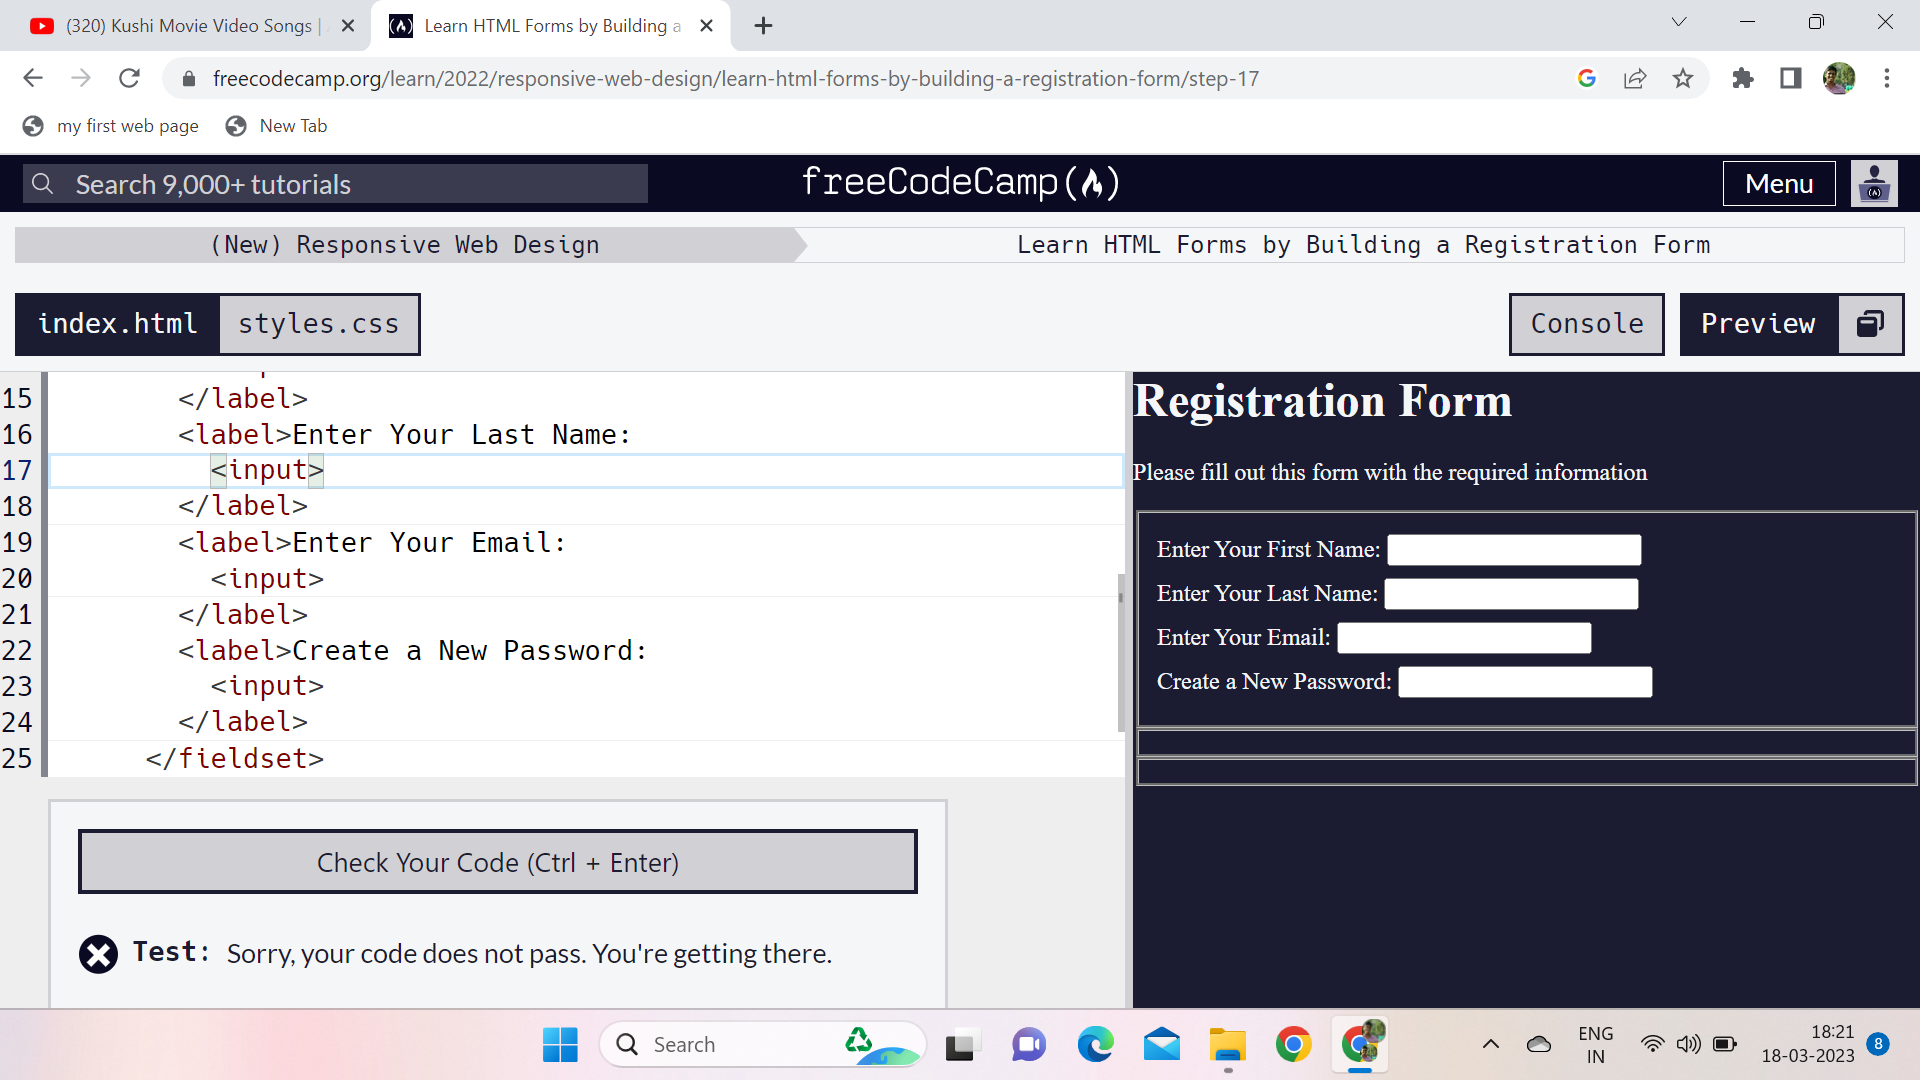 (320) Kushi Movie Video Songs |
Learn HTML Forms by Building a
freecodecamp.org/learn/2022/responsive-web-design/learn-html-forms-by-building-a-registration-form/step-17
my first web page
New Tab
Search 9,000+ tutorials
freeCodeCamp(🔥)
Menu
(New) Responsive Web Design
Learn HTML Forms by Building a Registration Form
index.html
styles.css
Console
Preview
15 </label>
16 <label>Enter Your Last Name:
17 <input>
18 </label>
19 <label>Enter Your Email:
20 <input>
21 </label>
22 <label>Create a New Password:
23 <input>
24 </label>
25 </fieldset>
Registration Form
Please fill out this form with the required information
Enter Your First Name:
Enter Your Last Name:
Enter Your Email:
Create a New Password:
Check Your Code (Ctrl + Enter)
Test: Sorry, your code does not pass. You're getting there.
Search
ENG
IN
18:21
18-03-2023
8